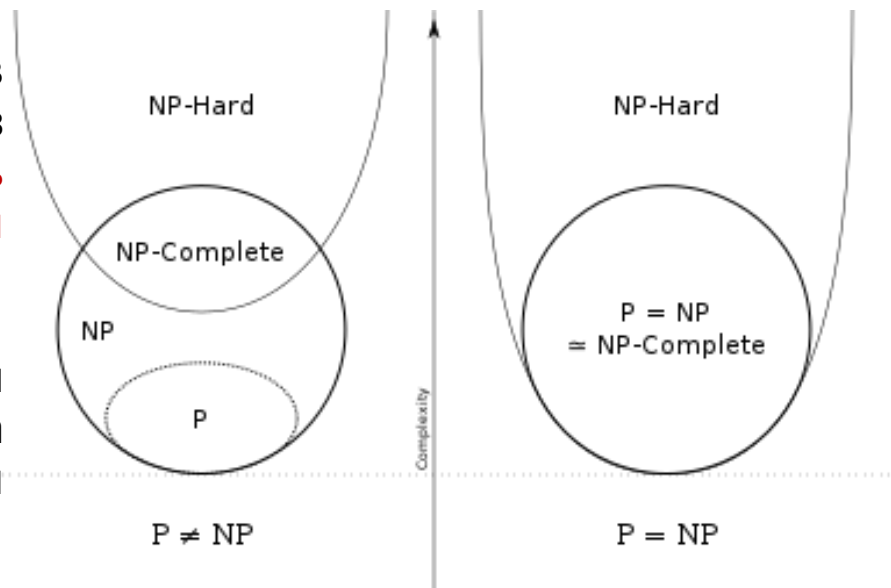 NP-Hard
NP-Complete
NP
P
P ≠ NP
Complexity
NP-Hard
P = NP
≃ NP-Complete
P = NP